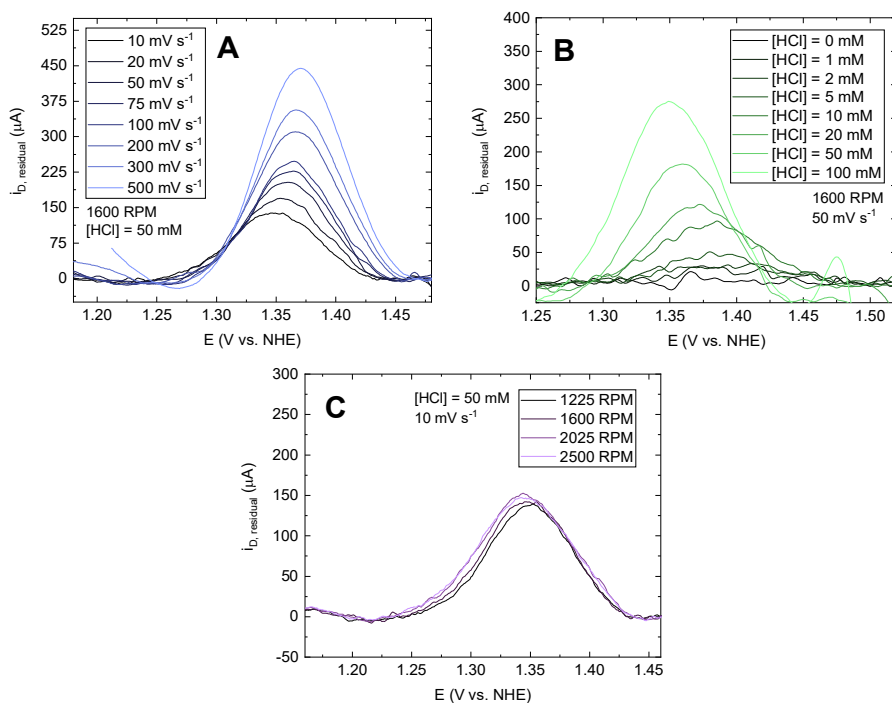 A
i_D, residual (μA)
525
450
375
300
225
150
75
0
10 mV s⁻¹
20 mV s⁻¹
50 mV s⁻¹
75 mV s⁻¹
100 mV s⁻¹
200 mV s⁻¹
300 mV s⁻¹
500 mV s⁻¹
1600 RPM
[HCl] = 50 mM
1.20 1.25 1.30 1.35 1.40 1.45
E (V vs. NHE)
B
i_D, residual (μA)
400
350
300
250
200
150
100
50
0
[HCl] = 0 mM
[HCl] = 1 mM
[HCl] = 2 mM
[HCl] = 5 mM
[HCl] = 10 mM
[HCl] = 20 mM
[HCl] = 50 mM
[HCl] = 100 mM
1600 RPM
50 mV s⁻¹
1.25 1.30 1.35 1.40 1.45 1.50
E (V vs. NHE)
C
i_D, residual (μA)
300
250
200
150
100
50
0
-50
[HCl] = 50 mM
10 mV s⁻¹
1225 RPM
1600 RPM
2025 RPM
2500 RPM
1.20 1.25 1.30 1.35 1.40 1.45
E (V vs. NHE)